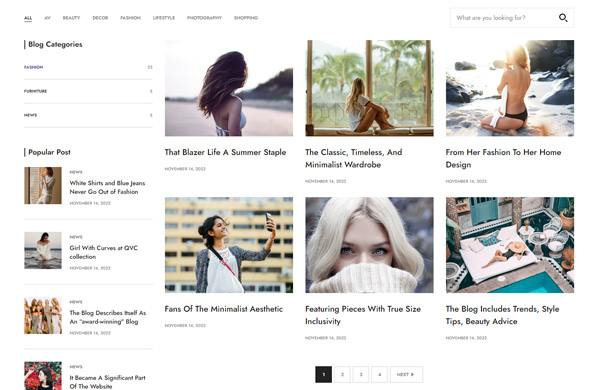 ALL AV BEAUTY DECOR FASHION LIFESTYLE PHOTOGRAPHY SHOPPING
What are you looking for?
Blog Categories
FASHION
FURNITURE
NEWS
Popular Post
NEWS
White Shirts and Blue Jeans
Never Go Out of Fashion
NOVEMBER 16, 2022
NEWS
Girl With Curves at QVC
collection
NOVEMBER 16, 2022
NEWS
The Blog Describes Itself As
An "award-winning" Blog
NOVEMBER 16, 2022
NEWS
It Became A Significant Part
Of The Website
That Blazer Life A Summer Staple
NOVEMBER 16, 2022
The Classic, Timeless, And
Minimalist Wardrobe
NOVEMBER 16, 2022
From Her Fashion To Her Home
Design
NOVEMBER 16, 2022
Fans Of The Minimalist Aesthetic
NOVEMBER 16, 2022
Featuring Pieces With True Size
Inclusivity
NOVEMBER 16, 2022
The Blog Includes Trends, Style
Tips, Beauty Advice
NOVEMBER 16, 2022
1 2 3 4 NEXT